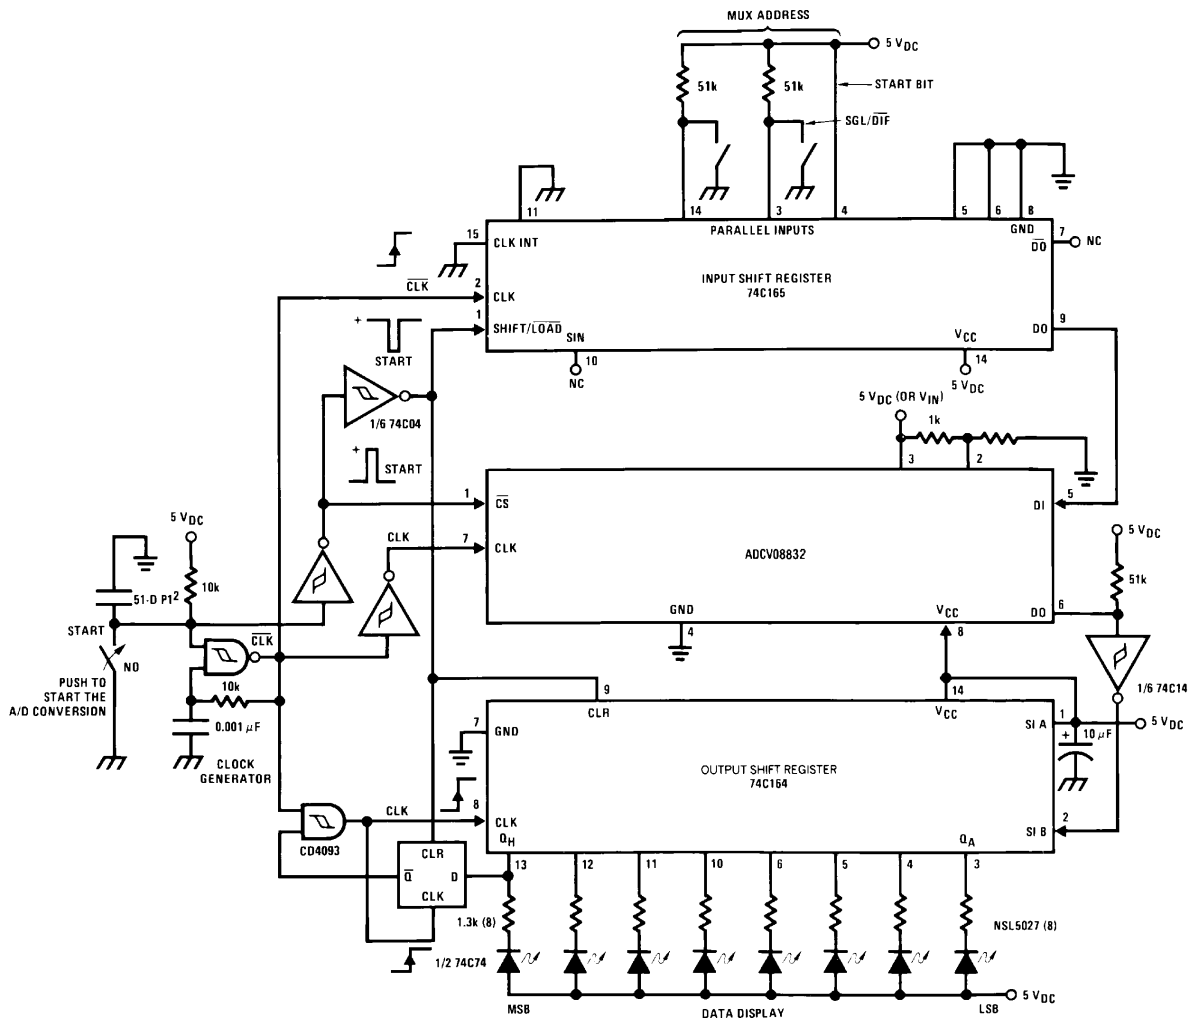 MUX ADDRESS
5 VDC
51k
51k
START BIT
SGL/DIF
11
14
3
4
5
6
8
15
CLK INT
PARALLEL INPUTS
GND
7
DO
NC
CLK
2
CLK
INPUT SHIFT REGISTER
74C165
1
SHIFT/LOAD
SIN
VCC
DO
9
+
START
10
NC
14
5 VDC
1/6 74C04
5 VDC (OR VIN)
1k
+
START
3
2
1
CS
DI
5
5 VDC
CLK
7
CLK
ADCV08832
5 VDC
10k
51k
51-D P1²
GND
VCC
DO
6
START
CLK
4
8
NO
PUSH TO
START THE
A/D CONVERSION
10k
1/6 74C14
9
14
CLR
VCC
0.001 µF
7
GND
SI A
1
10 µF
5 VDC
+
CLOCK
GENERATOR
OUTPUT SHIFT REGISTER
74C164
CLK
8
CLK
2
SI B
CD4093
QH
QA
CLR
13
12
11
10
6
5
4
3
Q
D
CLK
1.3k (8)
NSL5027 (8)
1/2 74C74
5 VDC
MSB
DATA DISPLAY
LSB